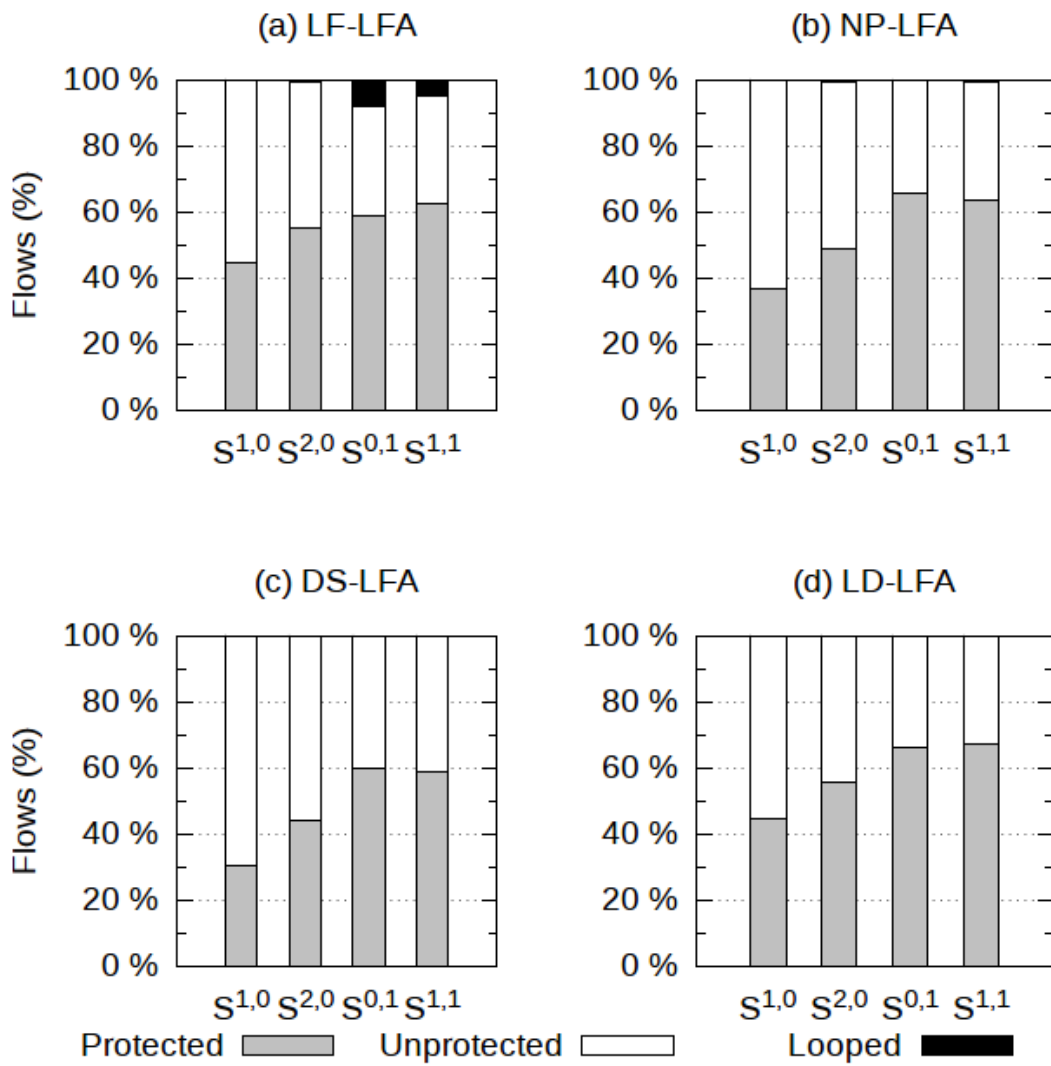 (a) LF-LFA
(b) NP-LFA
Flows (%)
100 %
80 %
60 %
40 %
20 %
0 %
S1,0 S2,0 S0,1 S1,1
100 %
80 %
60 %
40 %
20 %
0 %
S1,0 S2,0 S0,1 S1,1
(c) DS-LFA
(d) LD-LFA
Flows (%)
100 %
80 %
60 %
40 %
20 %
0 %
S1,0 S2,0 S0,1 S1,1
100 %
80 %
60 %
40 %
20 %
0 %
S1,0 S2,0 S0,1 S1,1
Protected Unprotected Looped